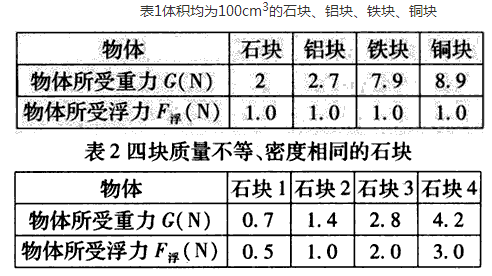 表1体积均为100cm³的石块、铝块、铁块、铜块
物体 石块 铝块 铁块 铜块
物体所受重力G(N) 2 2.7 7.9 8.9
物体所受浮力F浮(N) 1.0 1.0 1.0 1.0
表2 四块质量不等、密度相同的石块
物体 石块1 石块2 石块3 石块4
物体所受重力G(N) 0.7 1.4 2.8 4.2
物体所受浮力F浮(N) 0.5 1.0 2.0 3.0